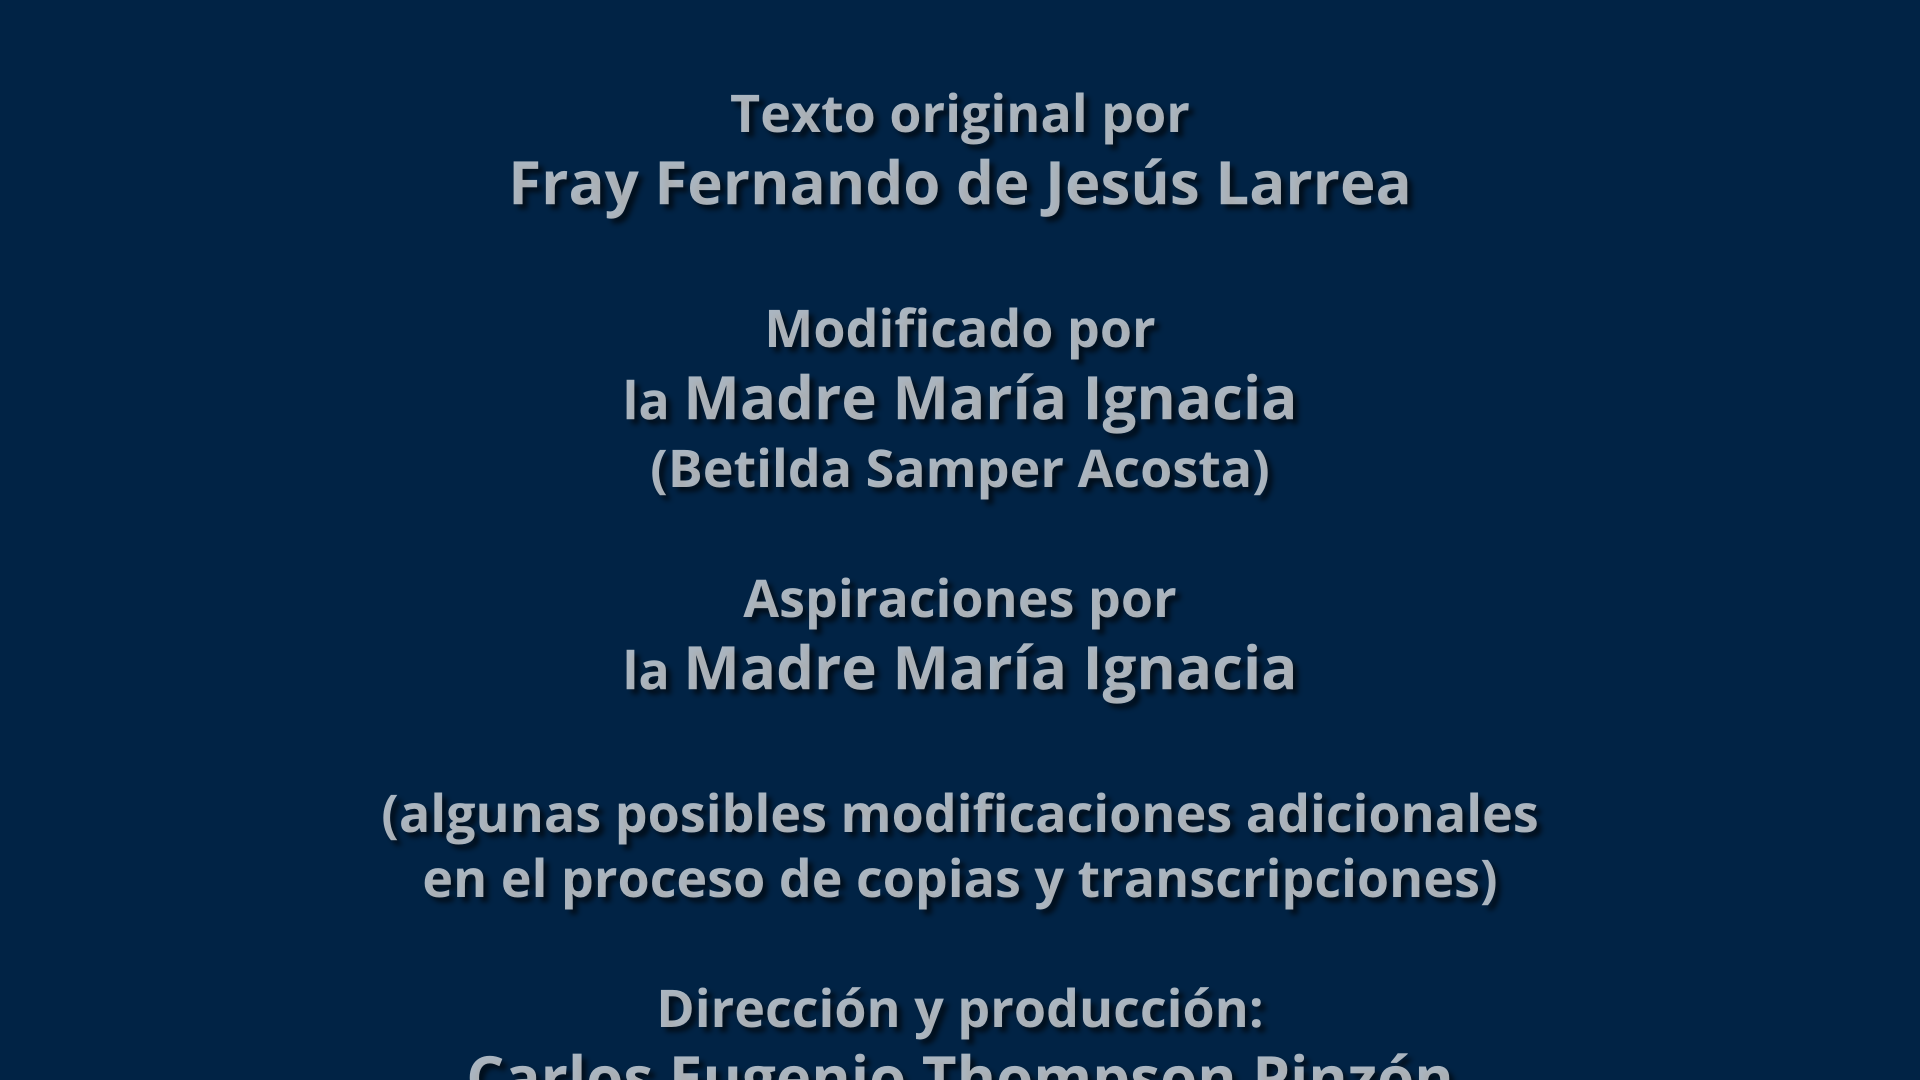 Texto original por
Fray Fernando de Jesús Larrea
Modificado por
la Madre María Ignacia
(Betilda Samper Acosta)
Aspiraciones por
la Madre María Ignacia
(algunas posibles modificaciones adicionales
en el proceso de copias y transcripciones)
Dirección y producción:
Carlos Eugenio Thompson Pinzón